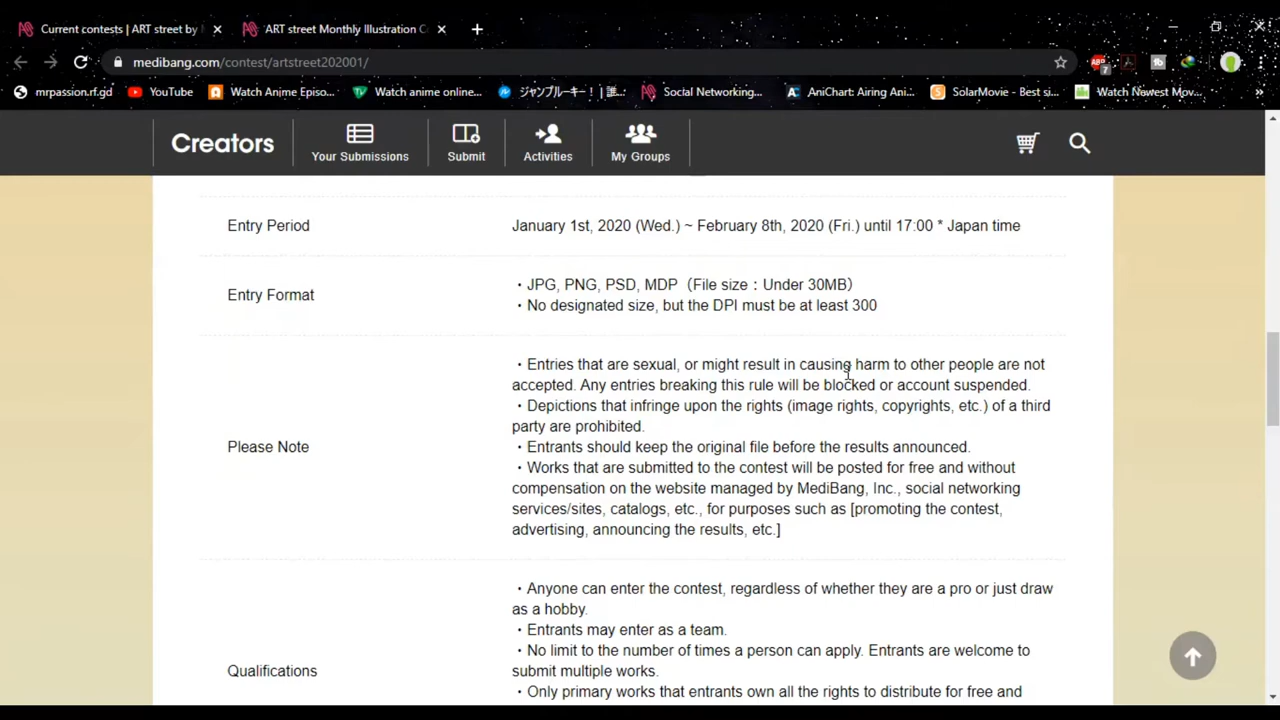 Current contests | ART street by
ART street Monthly Illustration C
medibang.com/contest/artstreet202001/
mrpassion.rf.gd
YouTube
Watch Anime Episo...
Watch anime online...
ジャンプルーキー！｜誰...
Social Networking...
AniChart: Airing Ani...
SolarMovie - Best si...
Watch Newest Mov...
Creators
Your Submissions
Submit
Activities
My Groups
Entry Period
January 1st, 2020 (Wed.) ~ February 8th, 2020 (Fri.) until 17:00 * Japan time
Entry Format
・JPG, PNG, PSD, MDP（File size：Under 30MB）
・No designated size, but the DPI must be at least 300
Please Note
・Entries that are sexual, or might result in causing harm to other people are not
accepted. Any entries breaking this rule will be blocked or account suspended.
・Depictions that infringe upon the rights (image rights, copyrights, etc.) of a third
party are prohibited.
・Entrants should keep the original file before the results announced.
・Works that are submitted to the contest will be posted for free and without
compensation on the website managed by MediBang, Inc., social networking
services/sites, catalogs, etc., for purposes such as [promoting the contest,
advertising, announcing the results, etc.]
Qualifications
・Anyone can enter the contest, regardless of whether they are a pro or just draw
as a hobby.
・Entrants may enter as a team.
・No limit to the number of times a person can apply. Entrants are welcome to
submit multiple works.
・Only primary works that entrants own all the rights to distribute for free and